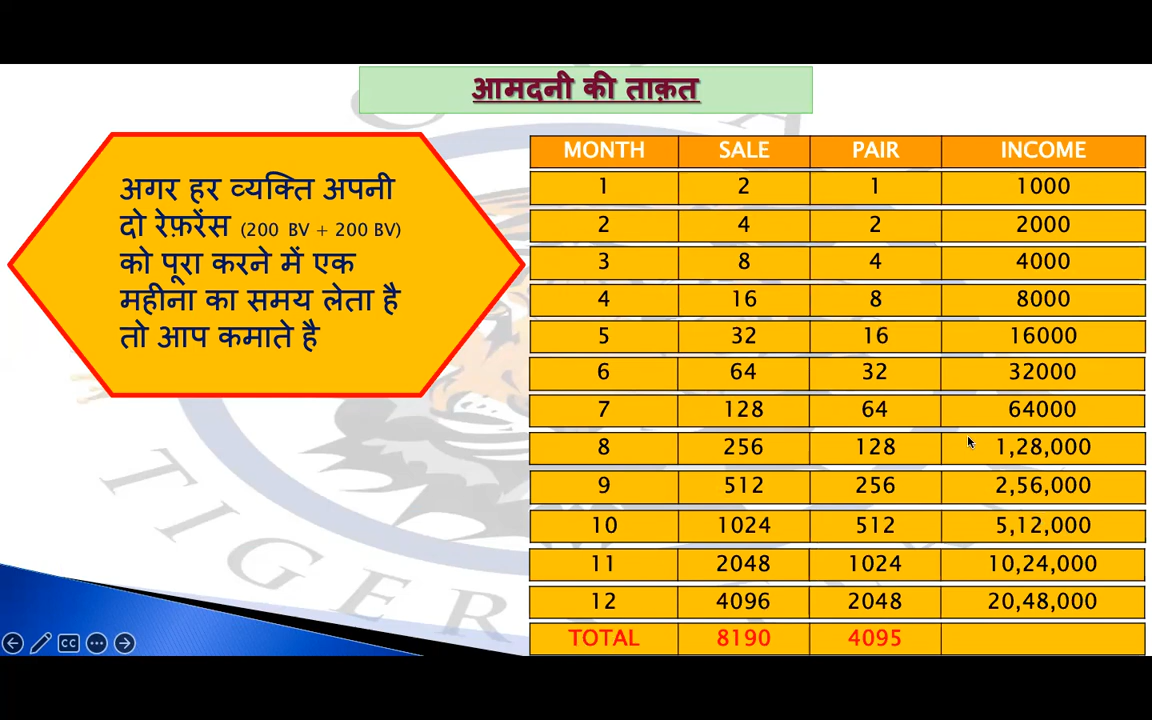 आमदनी की ताक़त
अगर हर व्यक्ति अपनी
दो रेफ़रेंस (200 BV + 200 BV)
को पूरा करने में एक
महीना का समय लेता है
तो आप कमाते है
MONTH SALE PAIR INCOME
1 2 1 1000
2 4 2 2000
3 8 4 4000
4 16 8 8000
5 32 16 16000
6 64 32 32000
7 128 64 64000
8 256 128 1,28,000
9 512 256 2,56,000
10 1024 512 5,12,000
11 2048 1024 10,24,000
12 4096 2048 20,48,000
TOTAL 8190 4095
TIGER
CC